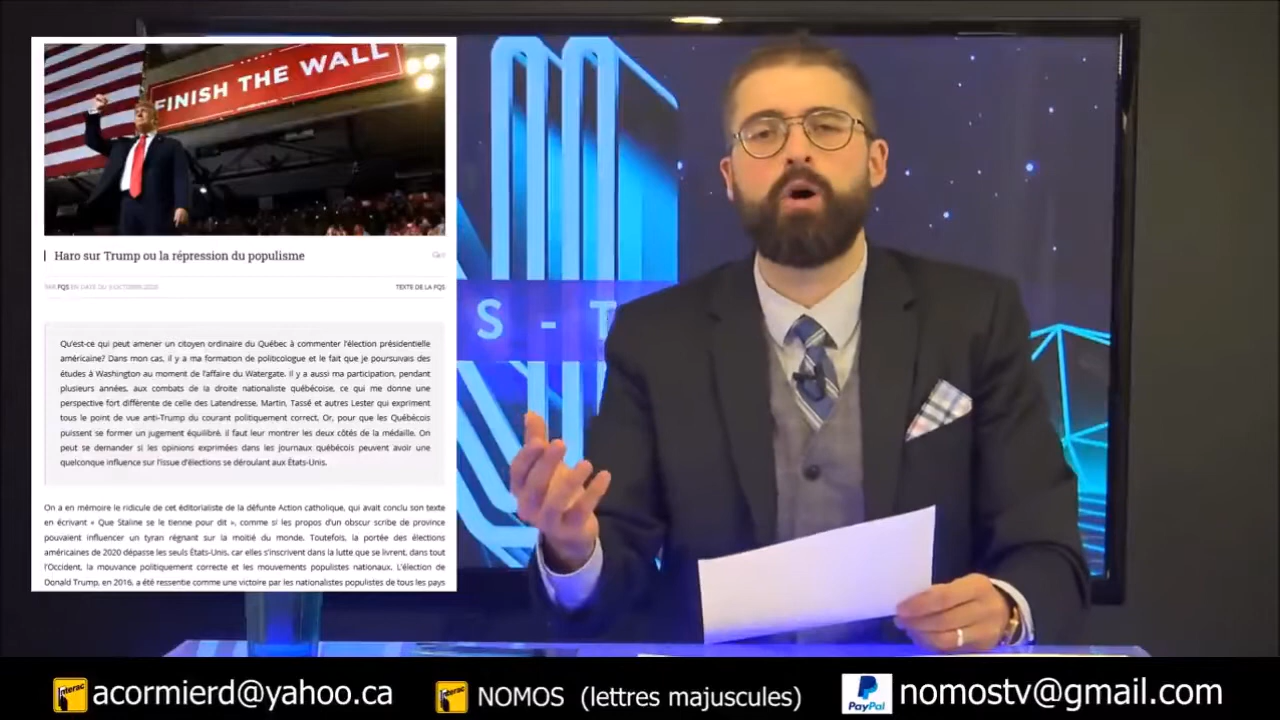 FINISH THE WALL
Haro sur Trump ou la répression du populisme
PAR FQS EN DATE DU 9 OCTOBRE 2020
TEXTE DE LA FQS
Qu'est-ce qui peut amener un citoyen ordinaire du Québec à commenter l'élection présidentielle
américaine? Dans mon cas, il y a ma formation de politicologue et le fait que je poursuivais des
études à Washington au moment de l'affaire du Watergate. Il y a aussi ma participation, pendant
plusieurs années, aux combats de la droite nationaliste québécoise, ce qui me donne une
perspective fort différente de celle des Latendresse, Martin, Tassé et autres Lester qui expriment
tous le point de vue anti-Trump du courant politiquement correct. Or, pour que les Québécois
puissent se former un jugement équilibré, il faut leur montrer les deux côtés de la médaille. On
peut se demander si les opinions exprimées dans les journaux québécois peuvent avoir une
quelconque influence sur l'issue d'élections se déroulant aux États-Unis.
On a en mémoire le ridicule de cet éditorialiste de la défunte Action catholique, qui avait conclu son texte
en écrivant « Que Staline se le tienne pour dit », comme si les propos d'un obscur scribe de province
pouvaient influencer un tyran régnant sur la moitié du monde. Toutefois, la portée des élections
américaines de 2020 dépasse les seuls États-Unis, car elles s'inscrivent dans la lutte que se livrent, dans tout
l'Occident, la mouvance politiquement correcte et les mouvements populistes nationaux. L'élection de
Donald Trump, en 2016, a été ressentie comme une victoire par les nationalistes populistes de tous les pays
S - T
Interac acormierd@yahoo.ca
Interac NOMOS (lettres majuscules)
PayPal nomostv@gmail.com